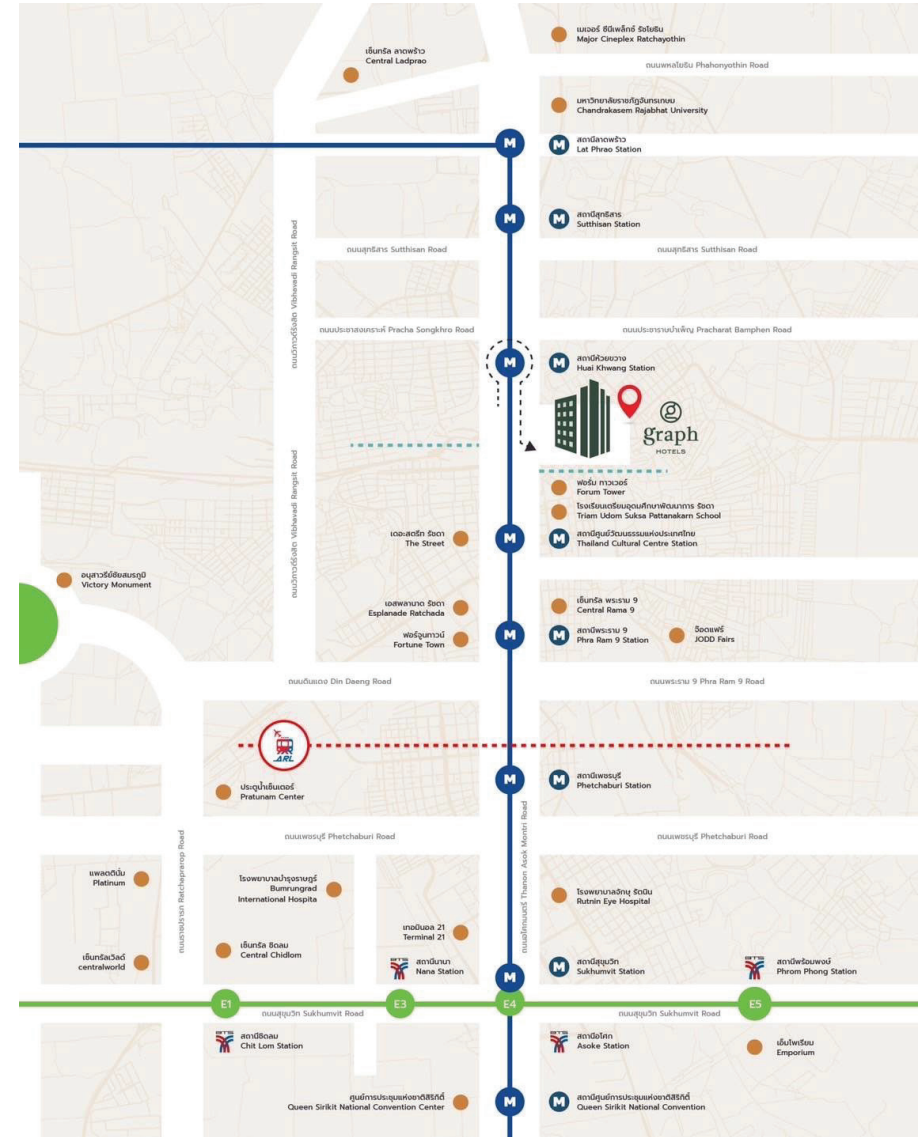 เมเจอร์ ซีนีเพล็กซ์ รัชโยธิน
Major Cineplex Ratchayothin
เซ็นทรัล ลาดพร้าว
Central Ladprao
ถนนพหลโยธิน Phahonyothin Road
มหาวิทยาลัยราชภัฏจันทรเกษม
Chandrakasem Rajabhat University
M
M
สถานีลาดพร้าว
Lat Phrao Station
M
M
สถานีสุทธิสาร
Sutthisan Station
ถนนวิภาวดีรังสิต Vibhavadi Rangsit Road
ถนนสุทธิสาร Sutthisan Road
ถนนสุทธิสาร Sutthisan Road
ถนนประชาสงเคราะห์ Pracha Songkhro Road
ถนนประชาราษบำเพ็ญ Pracharat Bamphen Road
M
M
สถานีห้วยขวาง
Huai Khwang Station
graph
HOTELS
ถนนวิภาวดีรังสิต Vibhavadi Rangsit Road
ฟอรั่ม ทาวเวอร์
Forum Tower
โรงเรียนเตรียมอุดมศึกษาพัฒนาการ รัชดา
Triam Udom Suksa Pattanakarn School
เดอะสตรีท รัชดา
The Street
M
M
สถานีศูนย์วัฒนธรรมแห่งประเทศไทย
Thailand Cultural Centre Station
อนุสาวรีย์ชัยสมรภูมิ
Victory Monument
เอสพลานาด รัชดา
Esplanade Ratchada
เซ็นทรัล พระราม 9
Central Rama 9
ฟอร์จูนทาวน์
Fortune Town
M
M
สถานีพระราม 9
Phra Ram 9 Station
จ๊อดแฟร์
JODD Fairs
ถนนดินแดง Din Daeng Road
ถนนพระราม 9 Phra Ram 9 Road
ARL
ประตูน้ำเซ็นเตอร์
Pratunam Center
M
M
สถานีเพชรบุรี
Phetchaburi Station
ถนนเพชรบุรี Phetchaburi Road
ถนนเพชรบุรี Phetchaburi Road
ถนนราชปรารภ Ratchaprarop Road
ถนนอโศกมนตรี Thanon Asok Montri Road
แพลตตินั่ม
Platinum
โรงพยาบาลบำรุงราษฎร์
Bumrungrad
International Hospita
โรงพยาบาลจักษุ รัตนิน
Rutnin Eye Hospital
เทอมินอล 21
Terminal 21
เซ็นทรัล ชิดลม
Central Chidlom
เซ็นทรัลเวิลด์
centralworld
BTS
สถานีนานา
Nana Station
M
M
สถานีสุขุมวิท
Sukhumvit Station
BTS
สถานีพร้อมพงษ์
Phrom Phong Station
E1
E3
E4
E5
ถนนสุขุมวิท Sukhumvit Road
ถนนสุขุมวิท Sukhumvit Road
BTS
สถานีชิดลม
Chit Lom Station
BTS
สถานีอโศก
Asoke Station
เอ็มโพเรียม
Emporium
ศูนย์การประชุมแห่งชาติสิริกิติ์
Queen Sirikit National Convention Center
M
M
สถานีศูนย์การประชุมแห่งชาติสิริกิติ์
Queen Sirikit National Convention